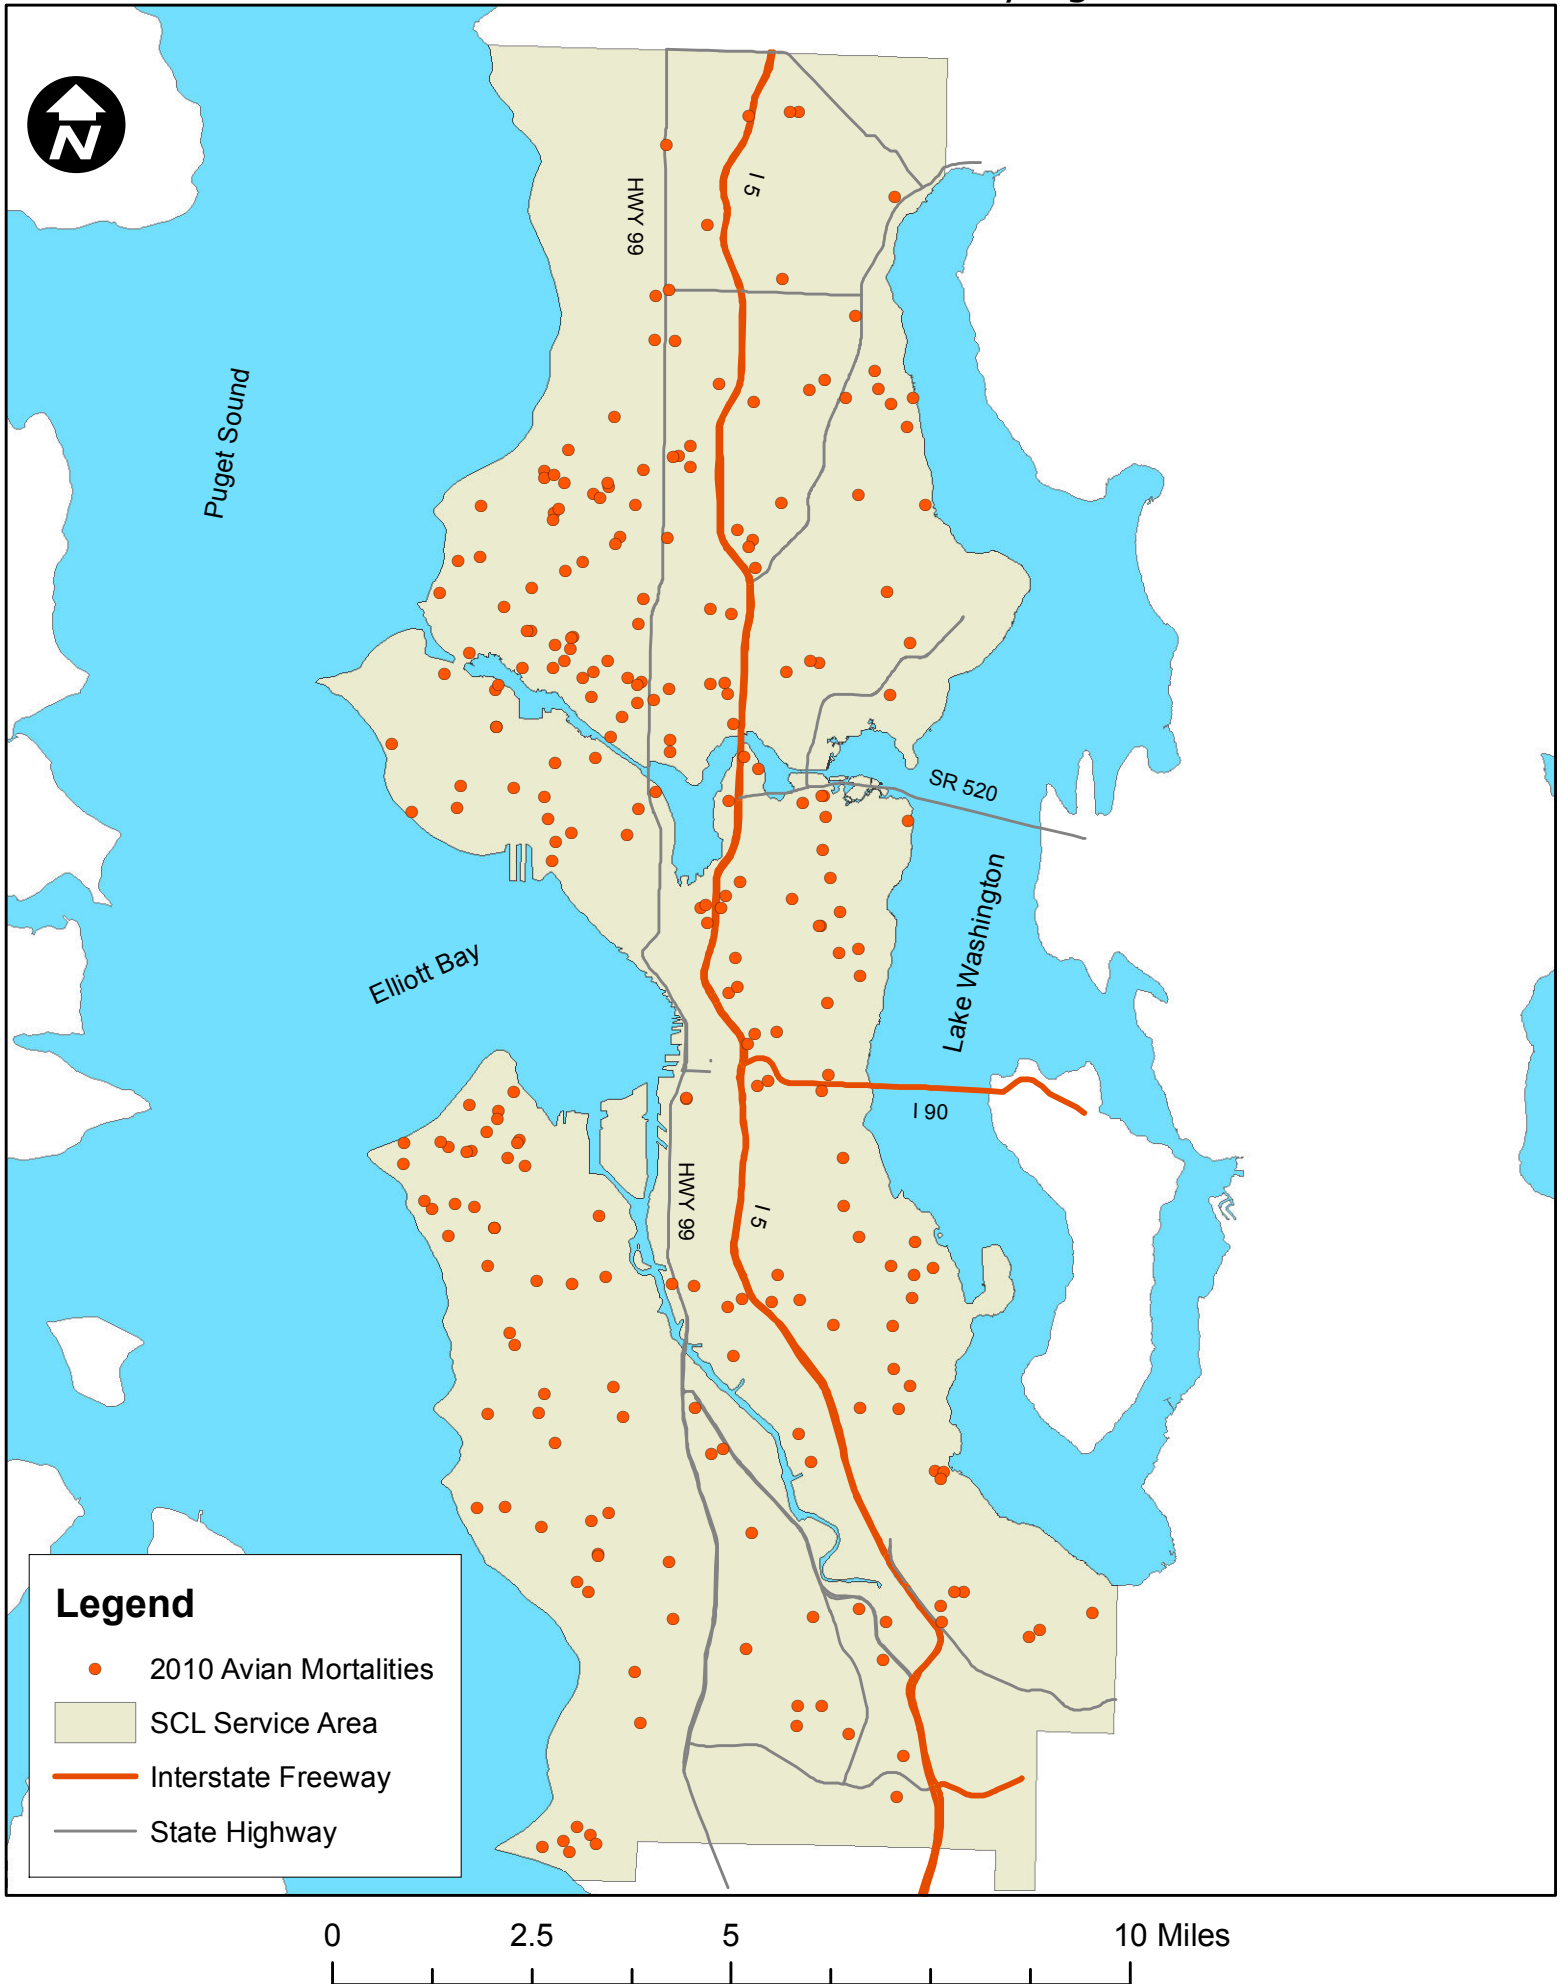 N
HWY 99
I 5
Puget Sound
SR 520
Lake Washington
Elliott Bay
I 90
HWY 99
I 5
Legend
2010 Avian Mortalities
SCL Service Area
Interstate Freeway
State Highway
0 2.5 5 10 Miles